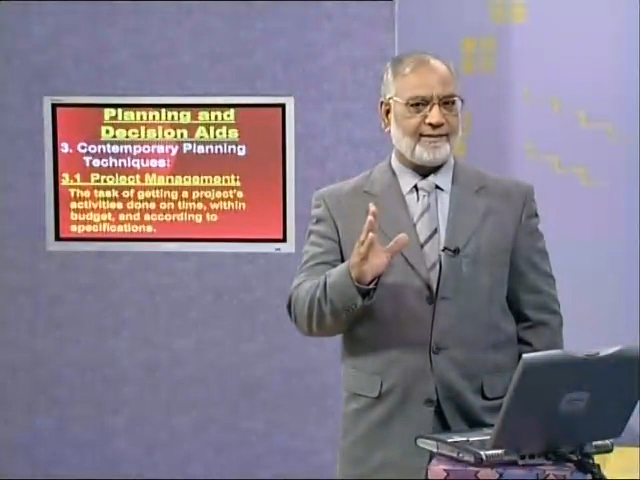 Planning and
Decision Aids
3. Contemporary Planning
Techniques:
3.1 Project Management:
The task of getting a project's
activities done on time, within
budget, and according to
specifications.